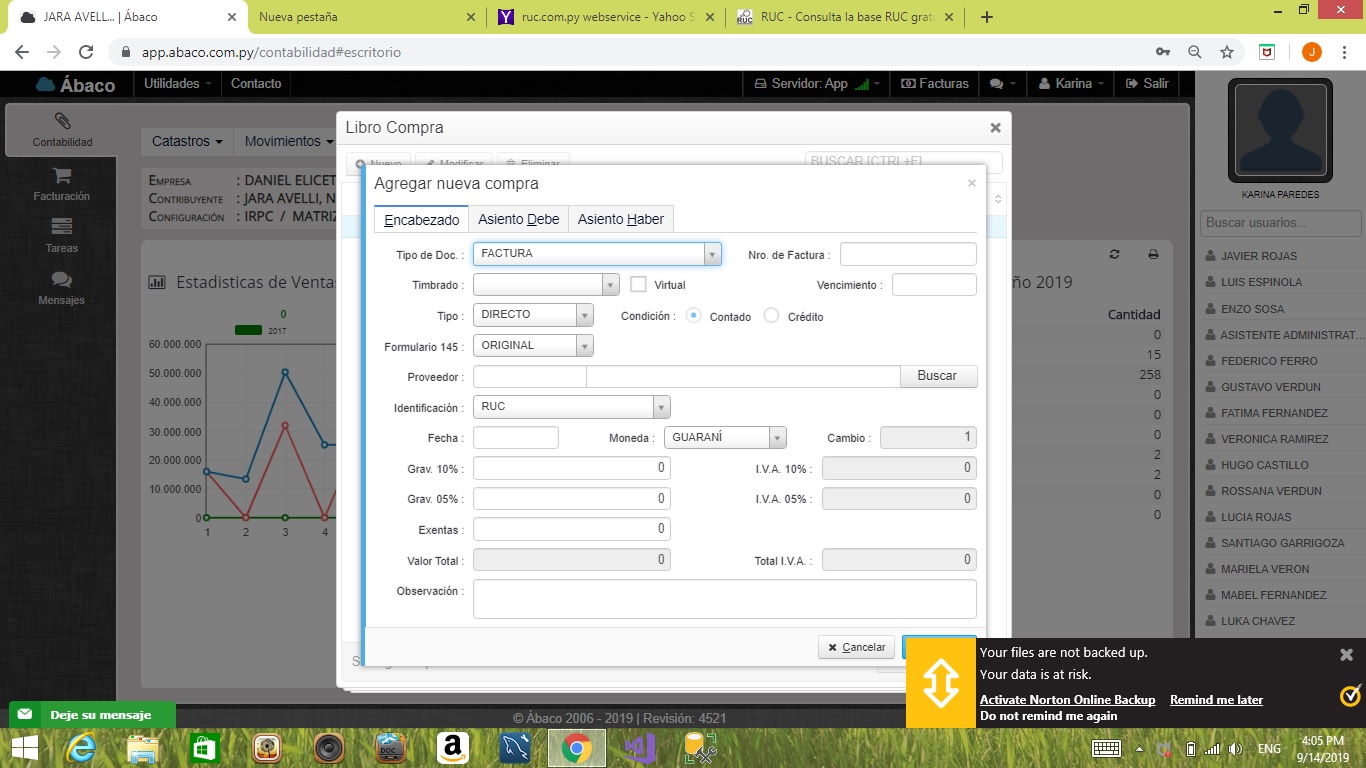 JARA AVELL... | Ábaco
Nueva pestaña
ruc.com.py webservice - Yahoo S
RUC - Consulta la base RUC grat
app.abaco.com.py/contabilidad#escritorio
J
Ábaco
Utilidades
Contacto
Servidor: App
Facturas
Karina
Salir
Contabilidad
Facturación
Tareas
Mensajes
Catastros
Movimientos
EMPRESA : DANIEL ELICET
CONTRIBUYENTE : JARA AVELLI, N
CONFIGURACIÓN : IRPC / MATRIZ
Estadisticas de Ventas
0
2017
60.000.000
50.000.000
40.000.000
30.000.000
20.000.000
10.000.000
0
1 2 3 4
Libro Compra
Nuevo
Modificar
Eliminar
BUSCAR [CTRL+F]
Agregar nueva compra
Encabezado
Asiento Debe
Asiento Haber
Tipo de Doc. : FACTURA
Nro. de Factura :
Timbrado :
Virtual
Vencimiento :
Tipo : DIRECTO
Condición : Contado Crédito
Formulario 145 : ORIGINAL
Proveedor :
Buscar
Identificación : RUC
Fecha :
Moneda : GUARANÍ
Cambio : 1
Grav. 10% : 0
I.V.A. 10% : 0
Grav. 05% : 0
I.V.A. 05% : 0
Exentas : 0
Valor Total : 0
Total I.V.A. : 0
Observación :
Cancelar
ño 2019
Cantidad
0
15
258
0
0
0
2
2
0
0
KARINA PAREDES
Buscar usuarios...
JAVIER ROJAS
LUIS ESPINOLA
ENZO SOSA
ASISTENTE ADMINISTRAT...
FEDERICO FERRO
GUSTAVO VERDUN
FATIMA FERNANDEZ
VERONICA RAMIREZ
HUGO CASTILLO
ROSSANA VERDUN
LUCIA ROJAS
SANTIAGO GARRIGOZA
MARIELA VERON
MABEL FERNANDEZ
LUKA CHAVEZ
Your files are not backed up.
Your data is at risk.
Activate Norton Online Backup Remind me later
Do not remind me again
Deje su mensaje
© Ábaco 2006 - 2019 | Revisión: 4521
DOC
a
ENG
4:05 PM
9/14/2019